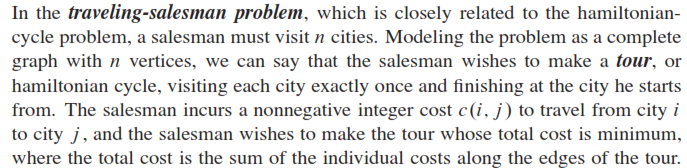 In the traveling-salesman problem, which is closely related to the hamiltonian-
cycle problem, a salesman must visit n cities. Modeling the problem as a complete
graph with n vertices, we can say that the salesman wishes to make a tour, or
hamiltonian cycle, visiting each city exactly once and finishing at the city he starts
from. The salesman incurs a nonnegative integer cost c(i, j) to travel from city i
to city j, and the salesman wishes to make the tour whose total cost is minimum,
where the total cost is the sum of the individual costs along the edges of the tour.